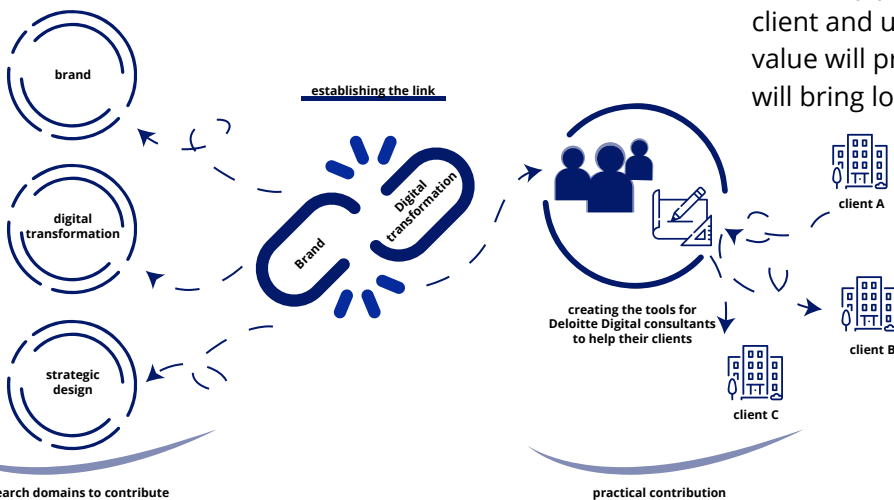 client and u
value will pr
will bring lo
brand
establishing the link
digital
transformation
Brand
Digital
transformation
strategic
design
creating the tools for
Deloitte Digital consultants
to help their clients
client A
client B
client C
earch domains to contribute
practical contribution